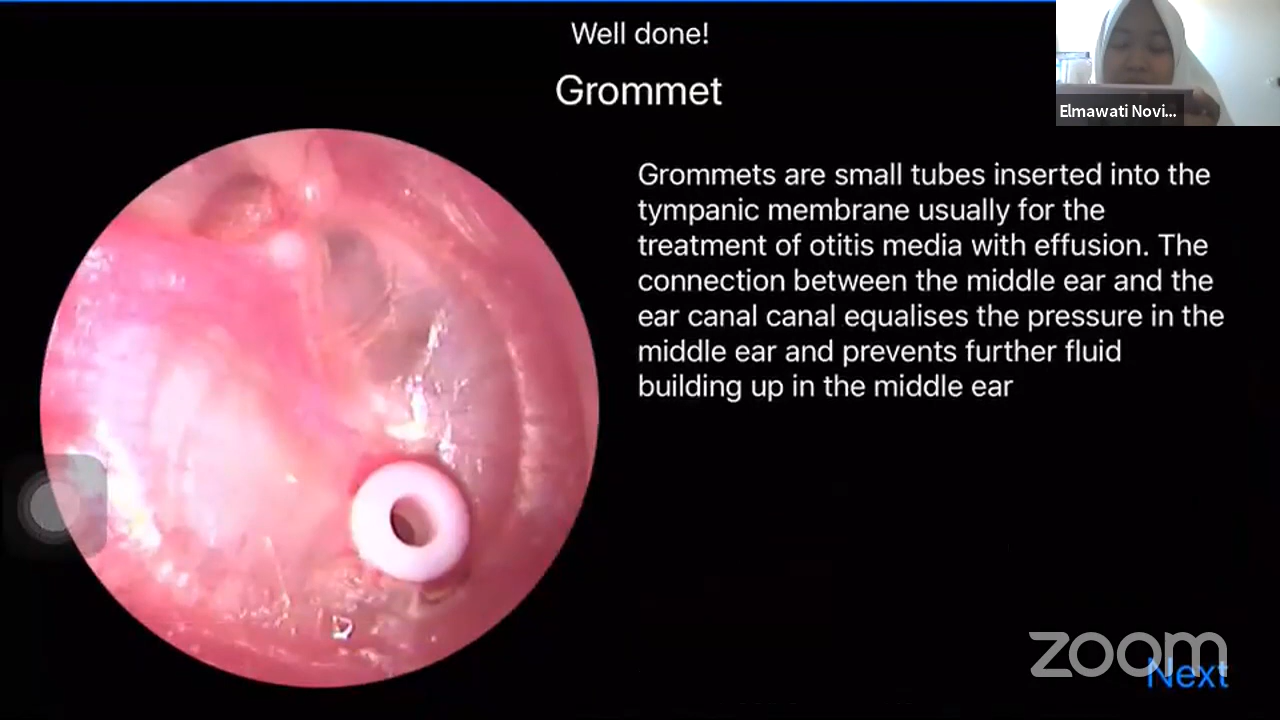 Well done!
Grommet
Elmawati Novi...
Grommets are small tubes inserted into the
tympanic membrane usually for the
treatment of otitis media with effusion. The
connection between the middle ear and the
ear canal canal equalises the pressure in the
middle ear and prevents further fluid
building up in the middle ear
zoom
Next